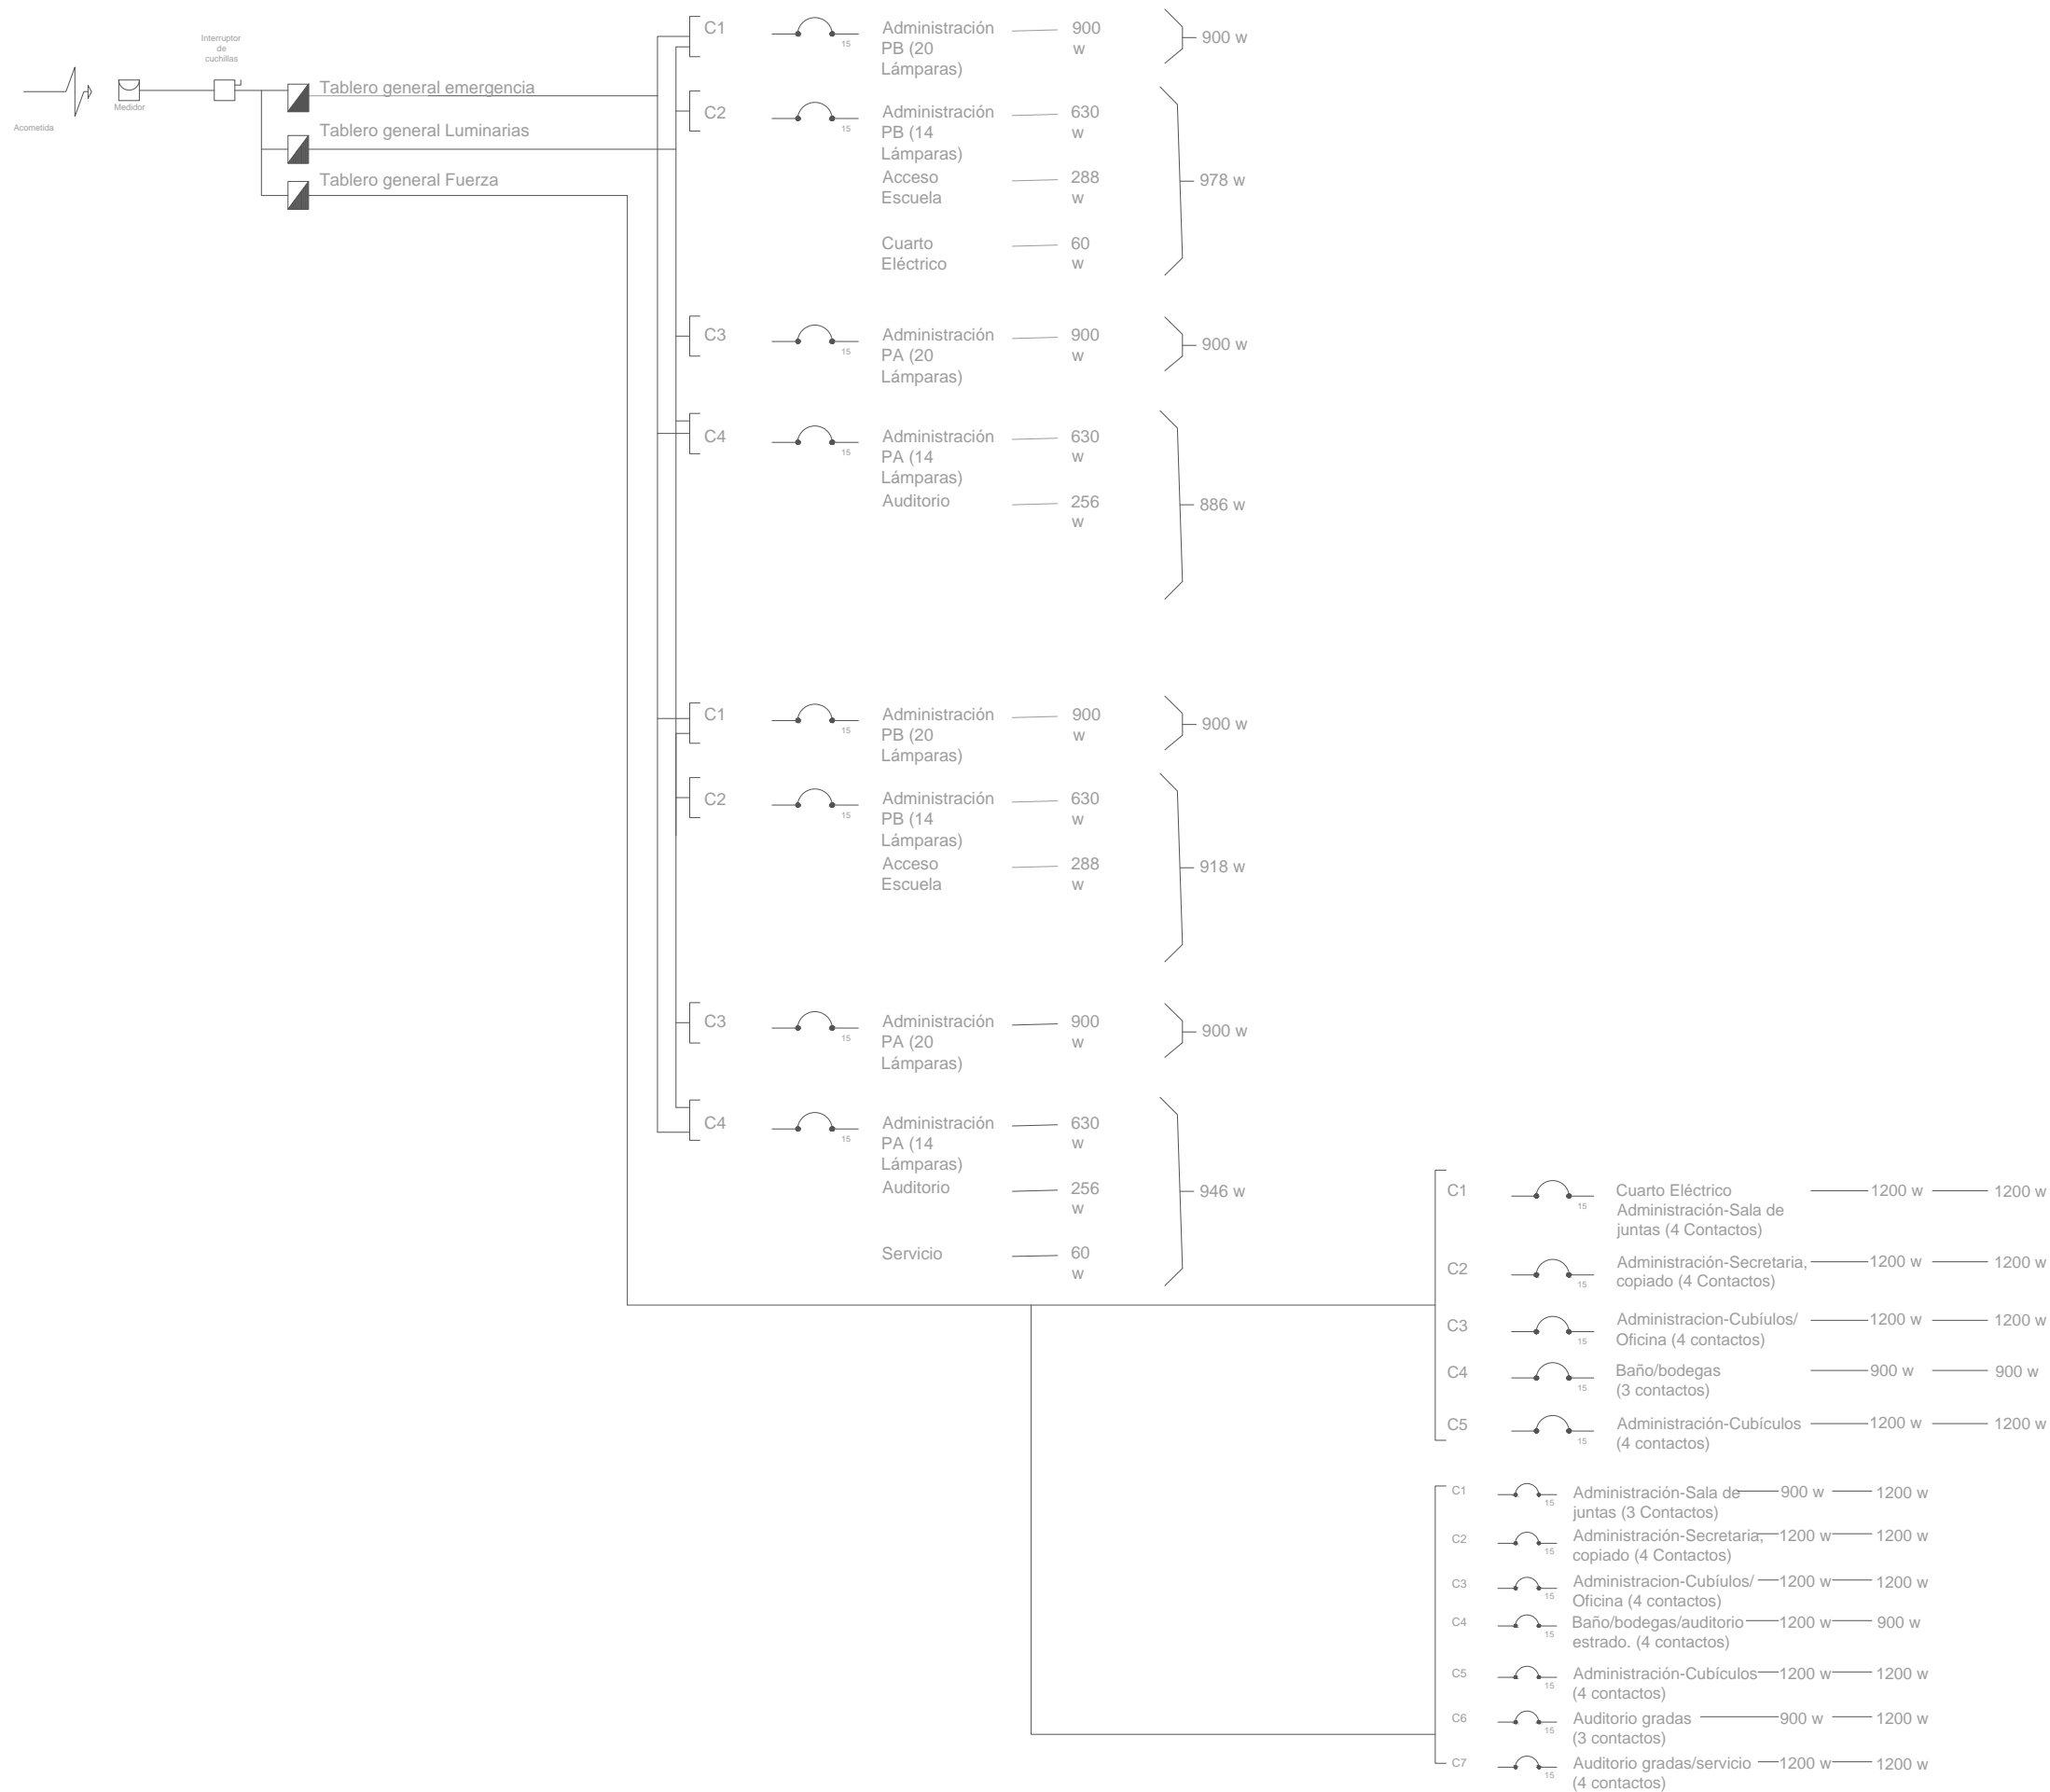 Interruptor
de
cuchillas
Medidor
Acometida
Tablero general emergencia
Tablero general Luminarias
Tablero general Fuerza
C1
15
Administración
PB (20
Lámparas)
900
w
900 w
C2
15
Administración
PB (14
Lámparas)
630
w
Acceso
Escuela
288
w
Cuarto
Eléctrico
60
w
978 w
C3
15
Administración
PA (20
Lámparas)
900
w
900 w
C4
15
Administración
PA (14
Lámparas)
630
w
Auditorio
256
w
886 w
C1
15
Administración
PB (20
Lámparas)
900
w
900 w
C2
15
Administración
PB (14
Lámparas)
630
w
Acceso
Escuela
288
w
918 w
C3
15
Administración
PA (20
Lámparas)
900
w
900 w
C4
15
Administración
PA (14
Lámparas)
630
w
Auditorio
256
w
Servicio
60
w
946 w
C1
15
Cuarto Eléctrico
Administración-Sala de
juntas (4 Contactos)
1200 w
1200 w
C2
15
Administración-Secretaria,
copiado (4 Contactos)
1200 w
1200 w
C3
15
Administracion-Cubíulos/
Oficina (4 contactos)
1200 w
1200 w
C4
15
Baño/bodegas
(3 contactos)
900 w
900 w
C5
15
Administración-Cubículos
(4 contactos)
1200 w
1200 w
C1
15
Administración-Sala de
juntas (3 Contactos)
900 w
1200 w
C2
15
Administración-Secretaria,
copiado (4 Contactos)
1200 w
1200 w
C3
15
Administracion-Cubíulos/
Oficina (4 contactos)
1200 w
1200 w
C4
15
Baño/bodegas/auditorio
estrado. (4 contactos)
1200 w
900 w
C5
15
Administración-Cubículos
(4 contactos)
1200 w
1200 w
C6
15
Auditorio gradas
(3 contactos)
900 w
1200 w
C7
15
Auditorio gradas/servicio
(4 contactos)
1200 w
1200 w